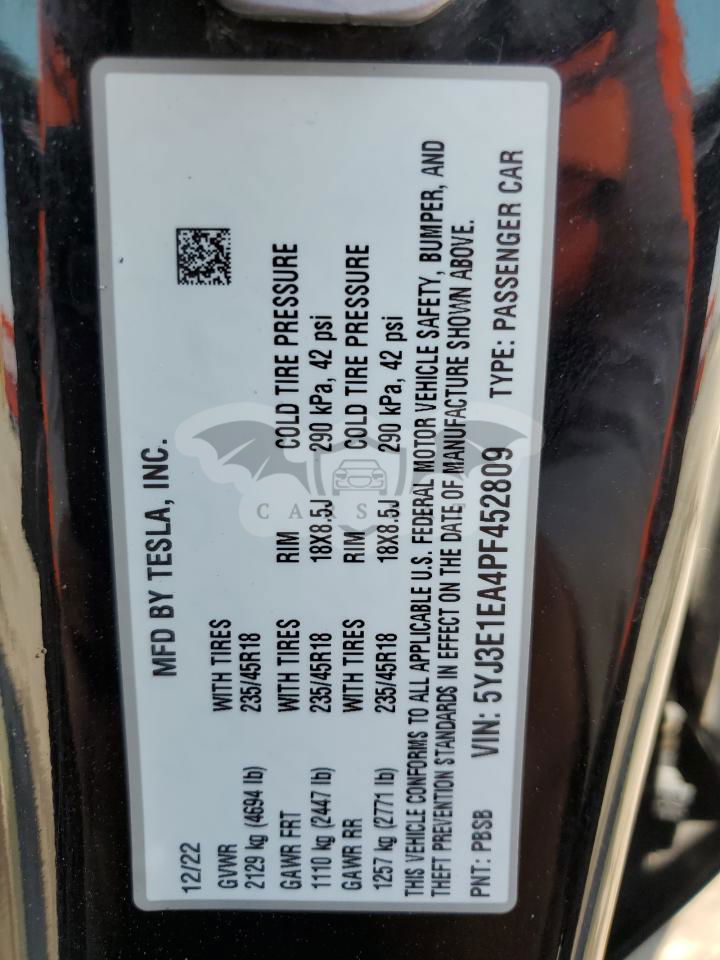 MFD BY TESLA, INC.
12/22
GVWR WITH TIRES
2129 kg (4694 lb) 235/45R18
GAWR FRT WITH TIRES RIM COLD TIRE PRESSURE
1110 kg (2447 lb) 235/45R18 18X8.5J 290 kPa, 42 psi
GAWR RR WITH TIRES RIM COLD TIRE PRESSURE
1257 kg (2771 lb) 235/45R18 18X8.5J 290 kPa, 42 psi
THIS VEHICLE CONFORMS TO ALL APPLICABLE U.S. FEDERAL MOTOR VEHICLE SAFETY, BUMPER, AND
THEFT PREVENTION STANDARDS IN EFFECT ON THE DATE OF MANUFACTURE SHOWN ABOVE.
PNT: PBSB VIN: 5YJ3E1EA4PF452809 TYPE: PASSENGER CAR